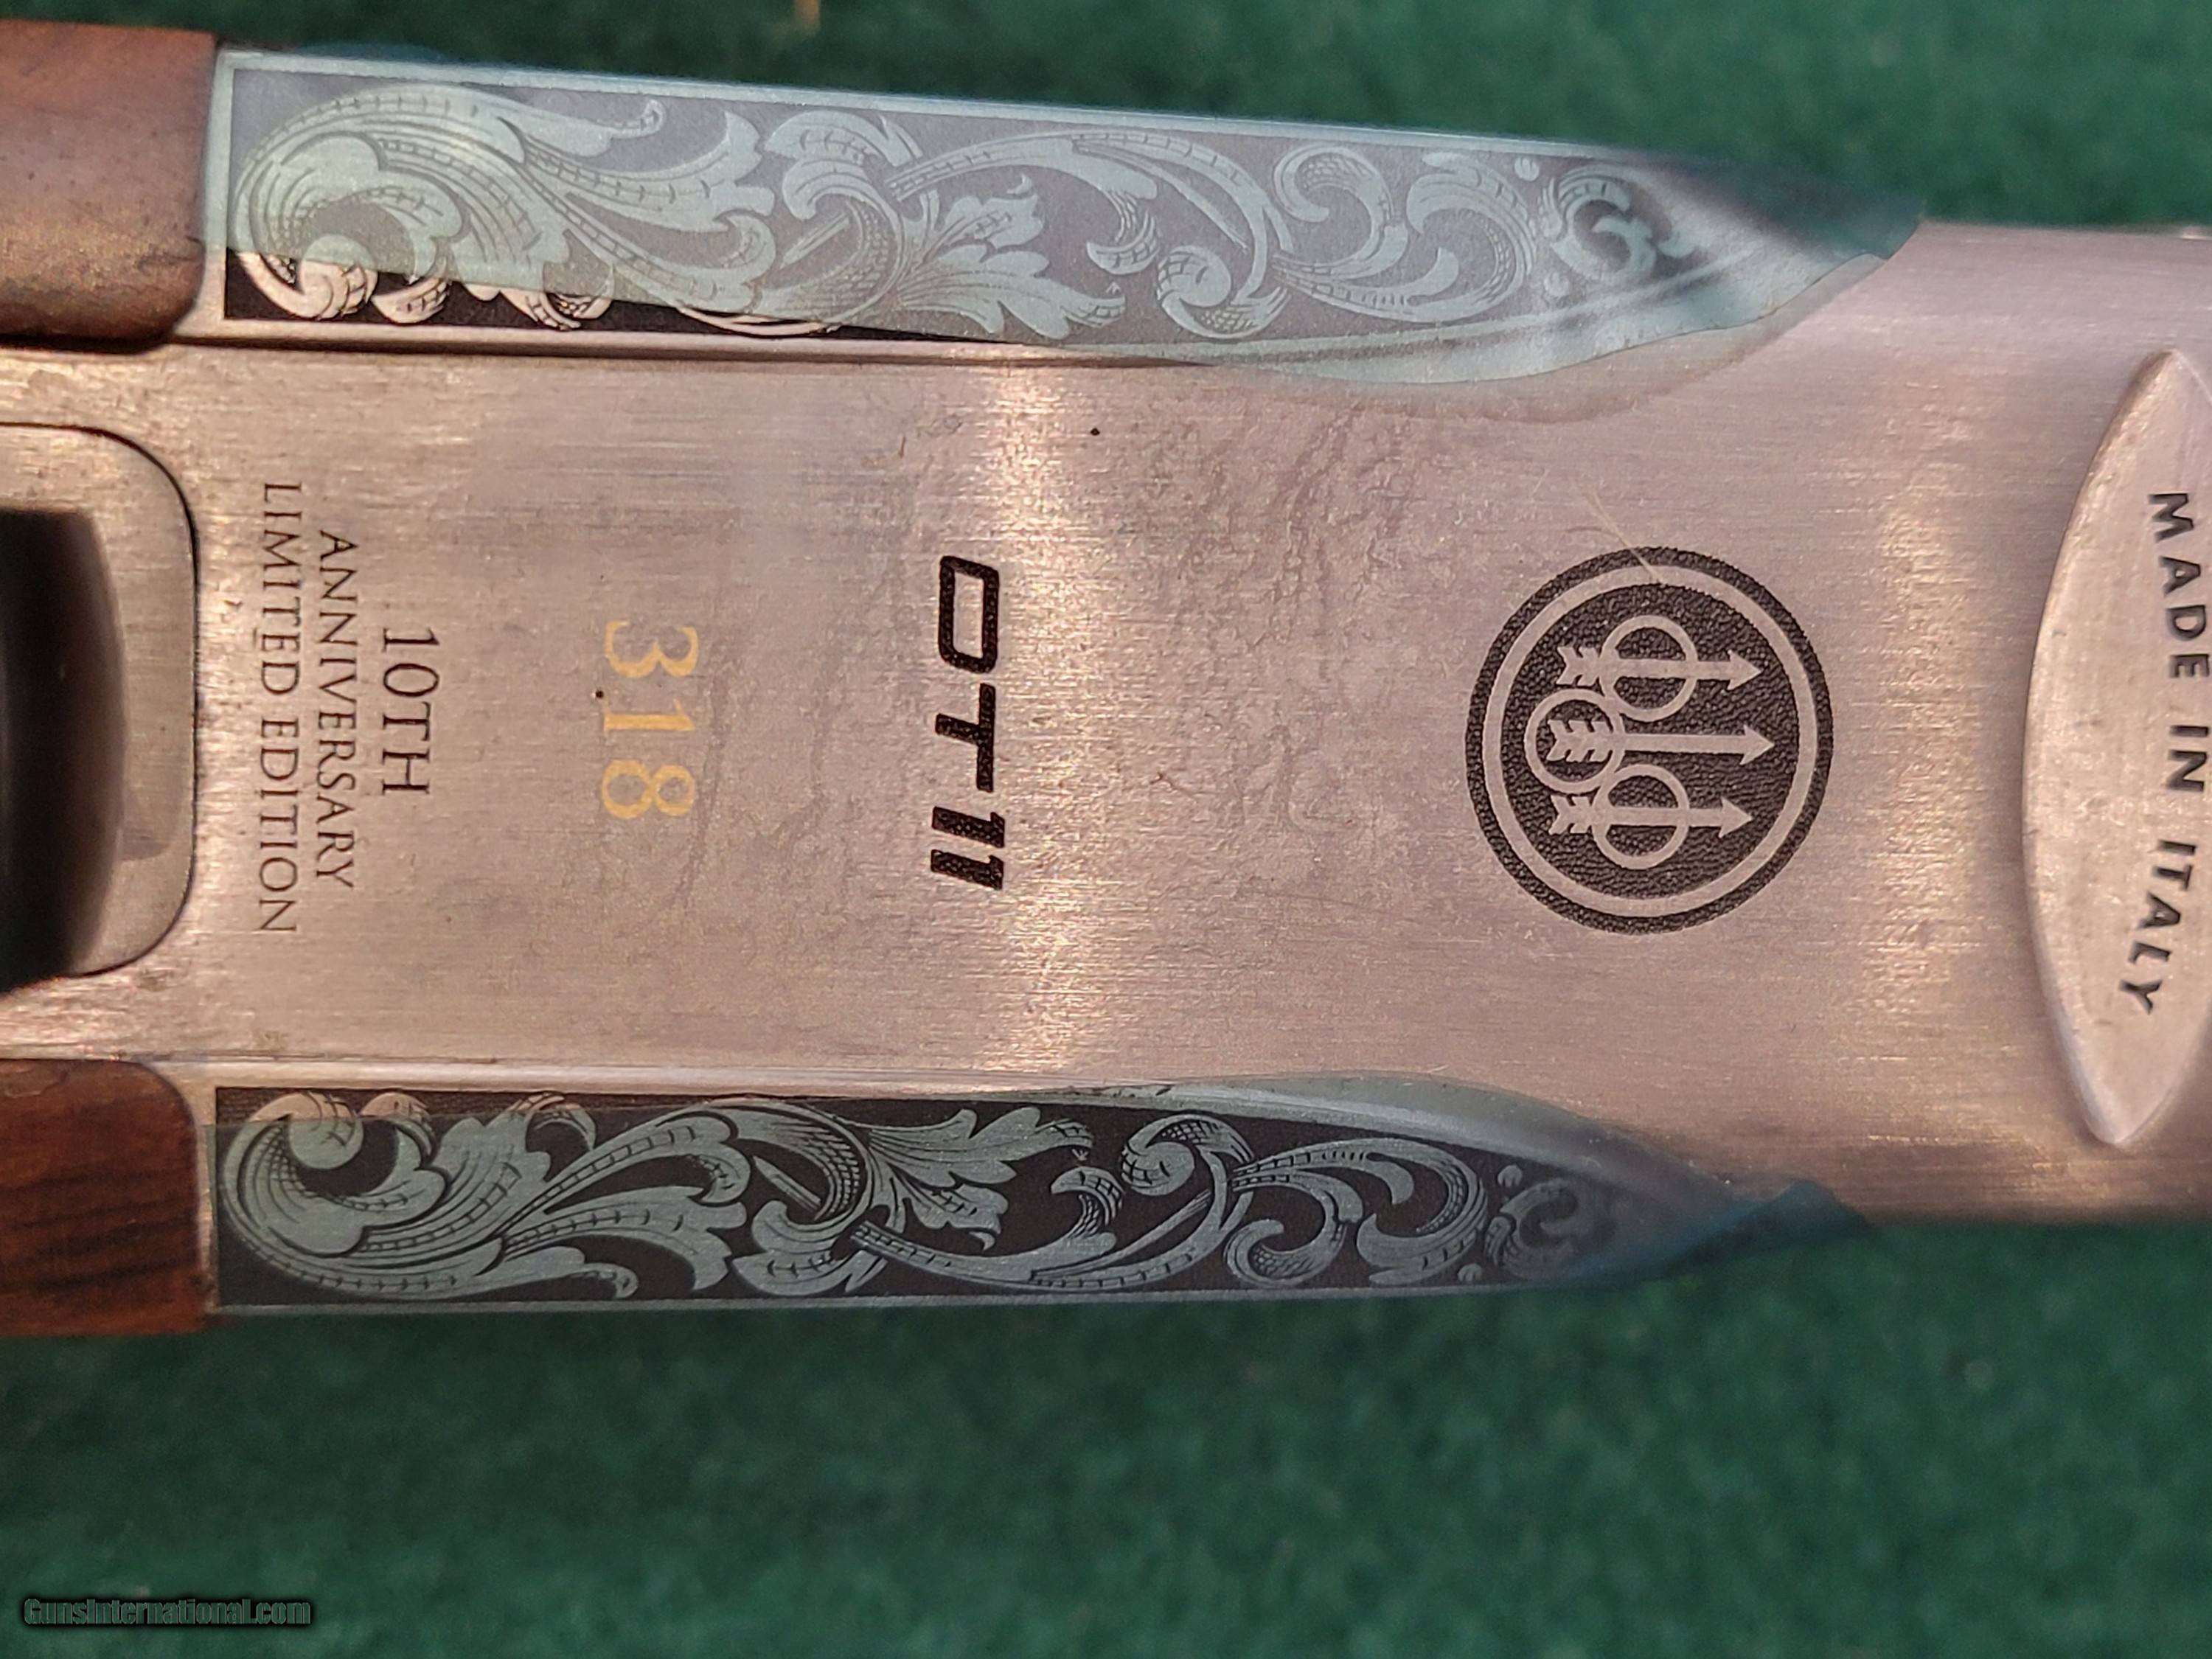 MADE IN ITALY
DT11
318
10TH
ANNIVERSARY
LIMITED EDITION
GunsInternational.com